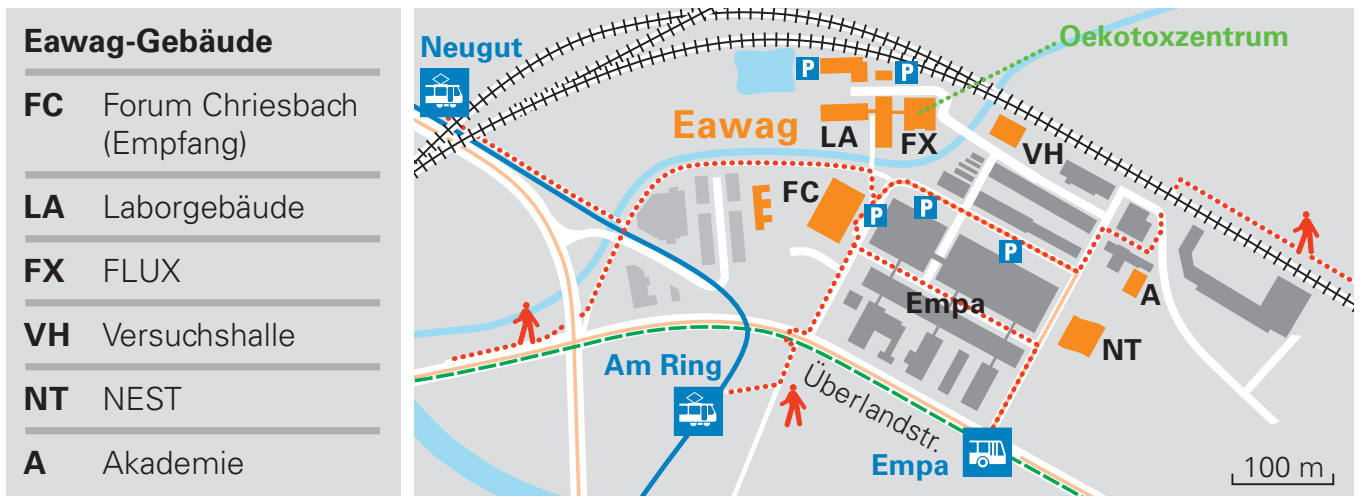 Eawag-Gebäude
FC Forum Chriesbach
(Empfang)
LA Laborgebäude
FX FLUX
VH Versuchshalle
NT NEST
A Akademie
Neugut
Oekotoxzentrum
P
P
Eawag
LA
FX
VH
FC
P
P
P
A
Empa
NT
Am Ring
Überlandstr.
Empa
100 m